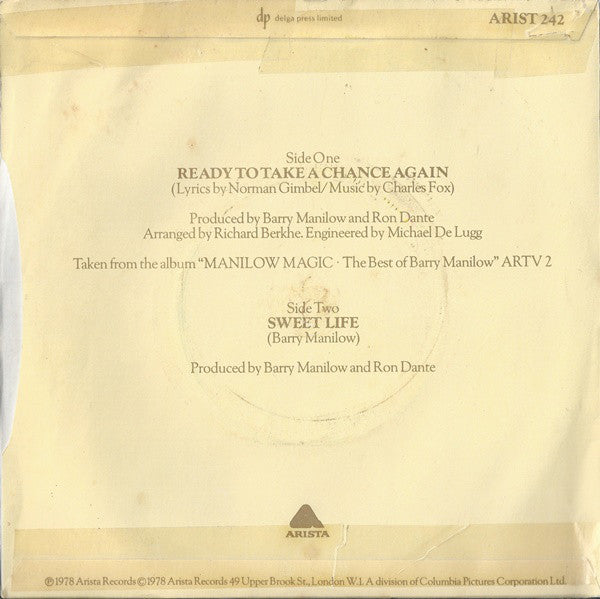 dp delga press limited
ARIST 242
Side One
READY TO TAKE A CHANCE AGAIN
(Lyrics by Norman Gimbel/Music by Charles Fox)
Produced by Barry Manilow and Ron Dante
Arranged by Richard Berkhe. Engineered by Michael De Lugg
Taken from the album “MANILOW MAGIC · The Best of Barry Manilow” ARTV 2
Side Two
SWEET LIFE
(Barry Manilow)
Produced by Barry Manilow and Ron Dante
ARISTA
℗1978 Arista Records ©1978 Arista Records 49 Upper Brook St., London W.1. A division of Columbia Pictures Corporation Ltd.